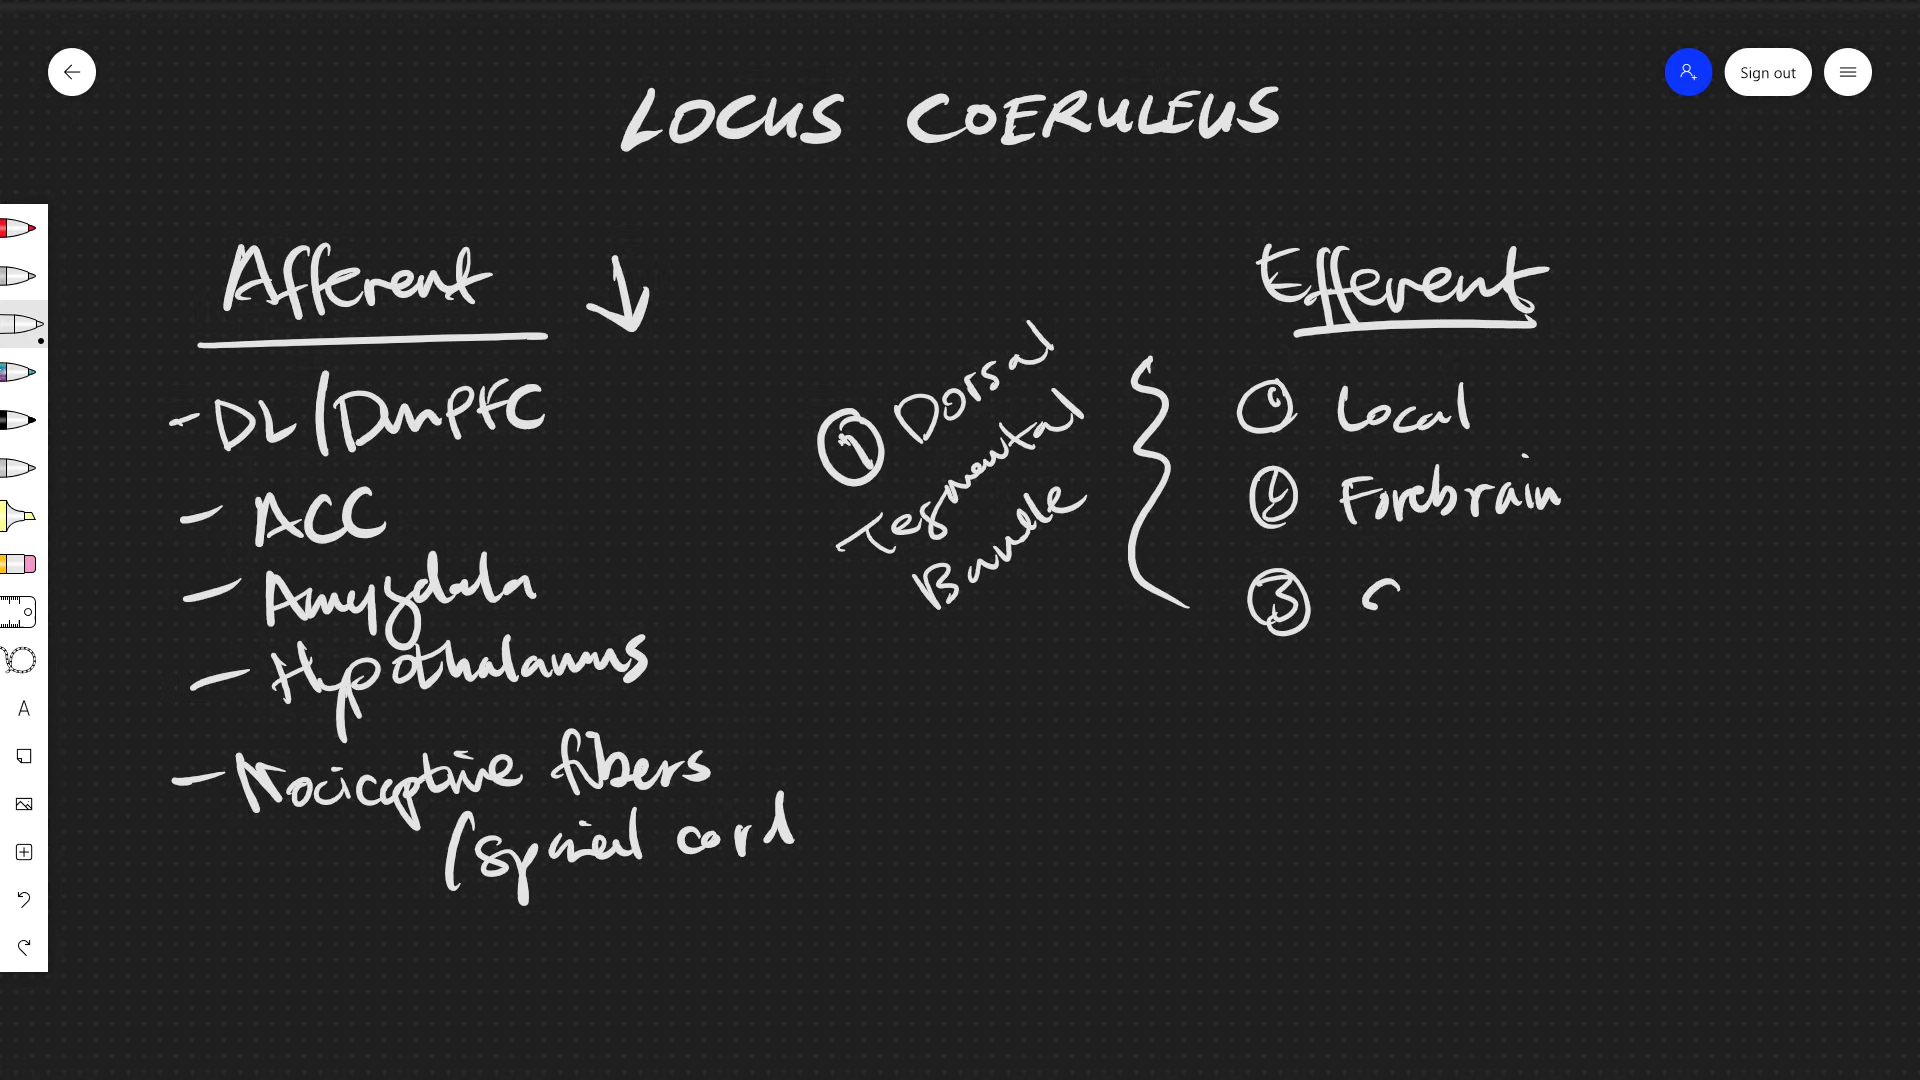 Sign out
LOCUS COERULEUS
Afferent ↓
- DL/DmPFC
- ACC
- Amygdala
- Hypothalamus
- Nociceptive fibers
/spinal cord
① Dorsal
Tegmental
Bundle
Efferent
① Local
② Forebrain
③ C
A